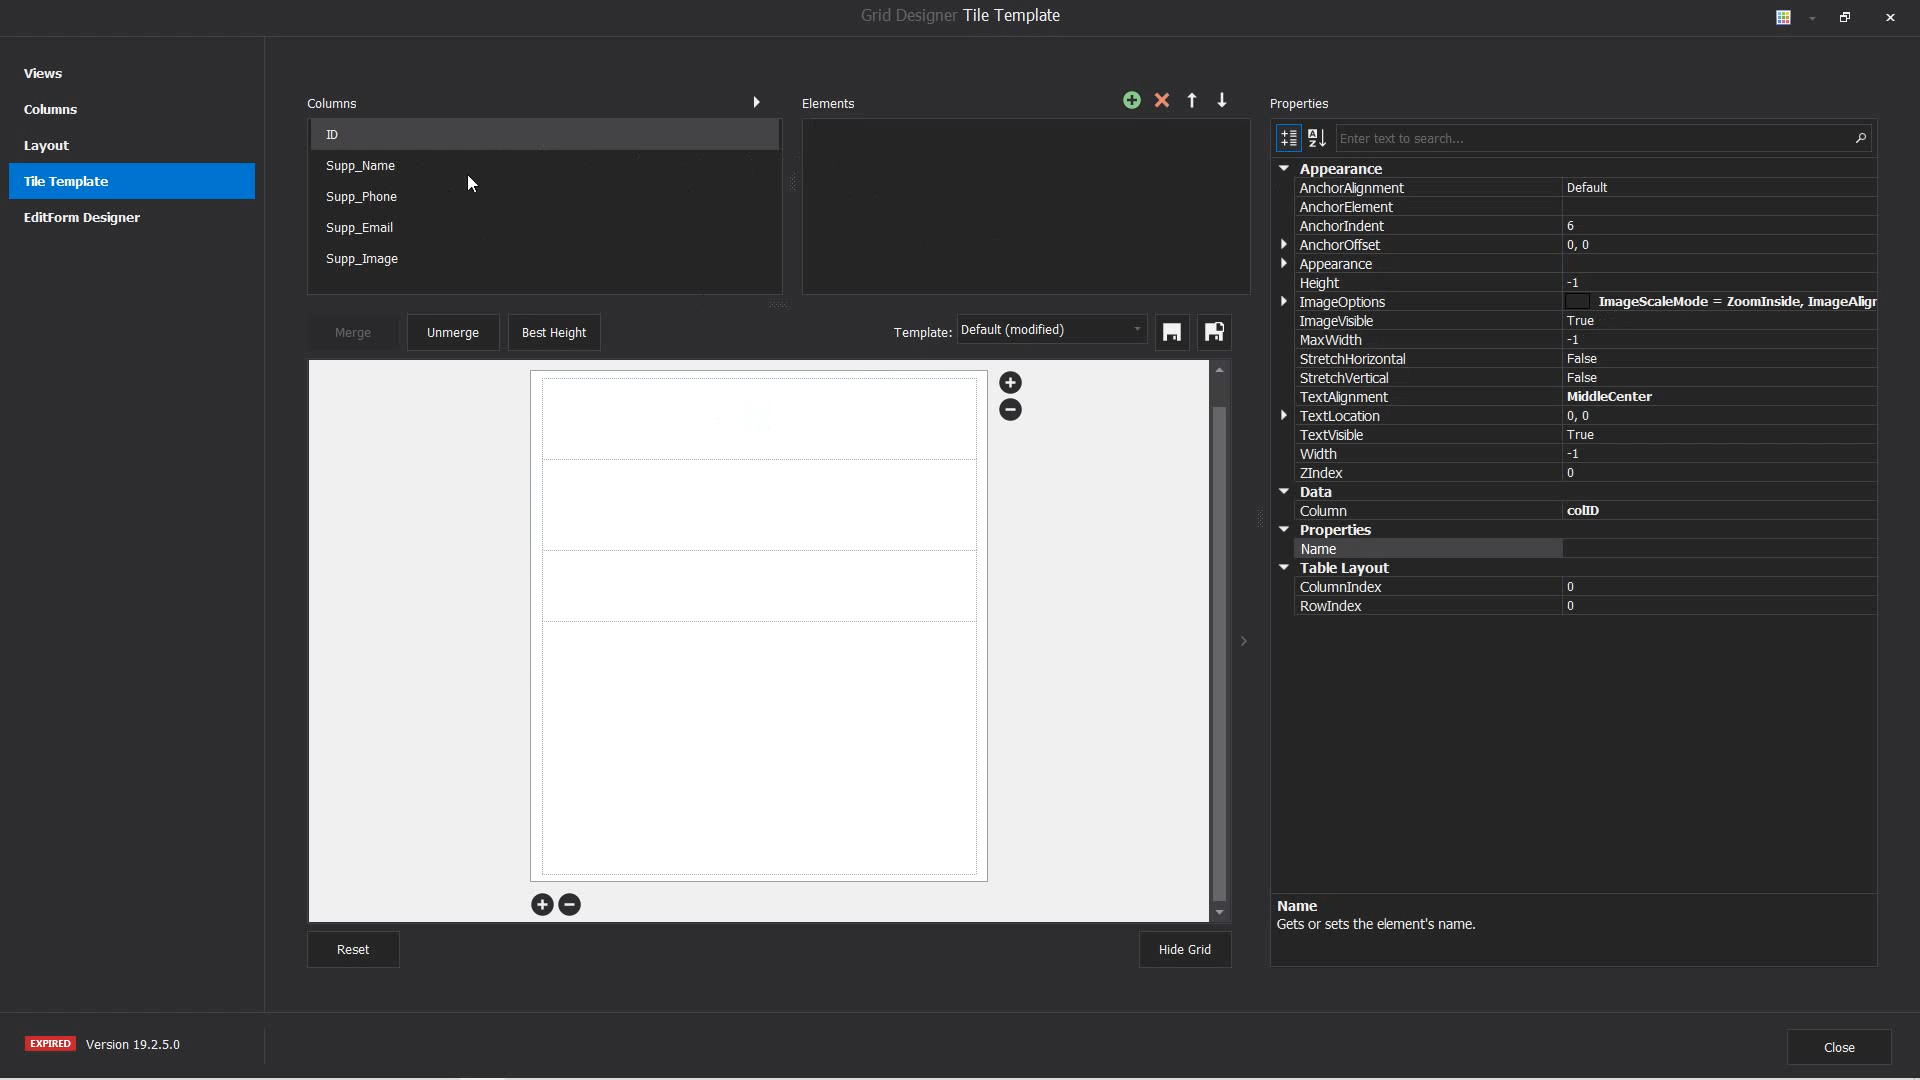 Grid Designer Tile Template
Views
Columns
Layout
Tile Template
EditForm Designer
Columns
ID
Supp_Name
Supp_Phone
Supp_Email
Supp_Image
Elements
Merge
Unmerge
Best Height
Template:
Default (modified)
Reset
Hide Grid
Properties
Enter text to search...
Appearance
AnchorAlignment Default
AnchorElement
AnchorIndent 6
AnchorOffset 0, 0
Appearance
Height -1
ImageOptions ImageScaleMode = ZoomInside, ImageAlign
ImageVisible True
MaxWidth -1
StretchHorizontal False
StretchVertical False
TextAlignment MiddleCenter
TextLocation 0, 0
TextVisible True
Width -1
ZIndex 0
Data
Column colID
Properties
Name
Table Layout
ColumnIndex 0
RowIndex 0
Name
Gets or sets the element's name.
EXPIRED Version 19.2.5.0
Close